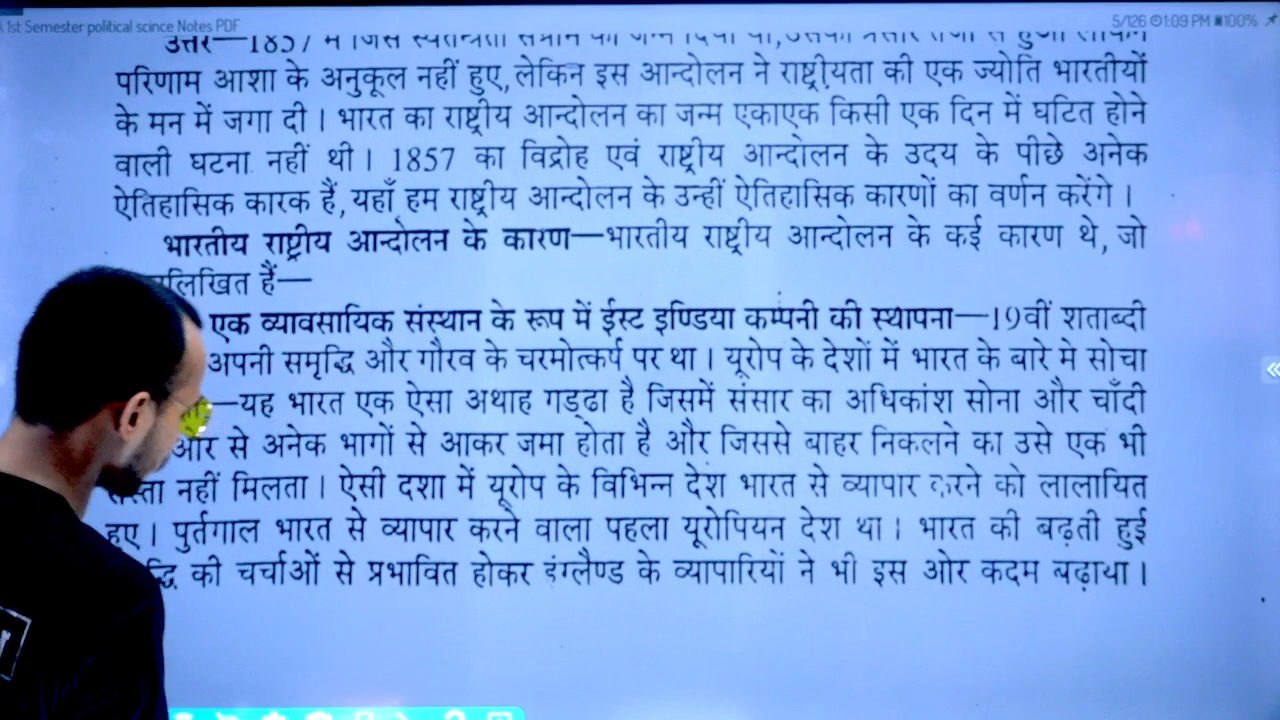 1st Semester political scince Notes PDF
5/126 01:09 PM 100%
उत्तर—1857 में जिस
परिणाम आशा के अनुकूल नहीं हुए, लेकिन इस आन्दोलन ने राष्ट्रीयता की एक ज्योति भारतीयों
के मन में जगा दी । भारत का राष्ट्रीय आन्दोलन का जन्म एकाएक किसी एक दिन में घटित होने
वाली घटना नहीं थी । 1857 का विद्रोह एवं राष्ट्रीय आन्दोलन के उदय के पीछे अनेक
ऐतिहासिक कारक हैं, यहाँ हम राष्ट्रीय आन्दोलन के उन्हीं ऐतिहासिक कारणों का वर्णन करेंगे ।
भारतीय राष्ट्रीय आन्दोलन के कारण—भारतीय राष्ट्रीय आन्दोलन के कई कारण थे, जो
लिखित हैं—
एक व्यावसायिक संस्थान के रूप में ईस्ट इण्डिया कम्पनी की स्थापना—19वीं शताब्दी
अपनी समृद्धि और गौरव के चरमोत्कर्ष पर था । यूरोप के देशों में भारत के बारे मे सोचा
—यह भारत एक ऐसा अथाह गड्ढा है जिसमें संसार का अधिकांश सोना और चाँदी
ओर से अनेक भागों से आकर जमा होता है और जिससे बाहर निकलने का उसे एक भी
नहीं मिलता । ऐसी दशा में यूरोप के विभिन्न देश भारत से व्यापार करने को लालायित
हुए । पुर्तगाल भारत से व्यापार करने वाला पहला यूरोपियन देश था । भारत की बढ़ती हुई
की चर्चाओं से प्रभावित होकर इंग्लैण्ड के व्यापारियों ने भी इस ओर कदम बढ़ाया ।